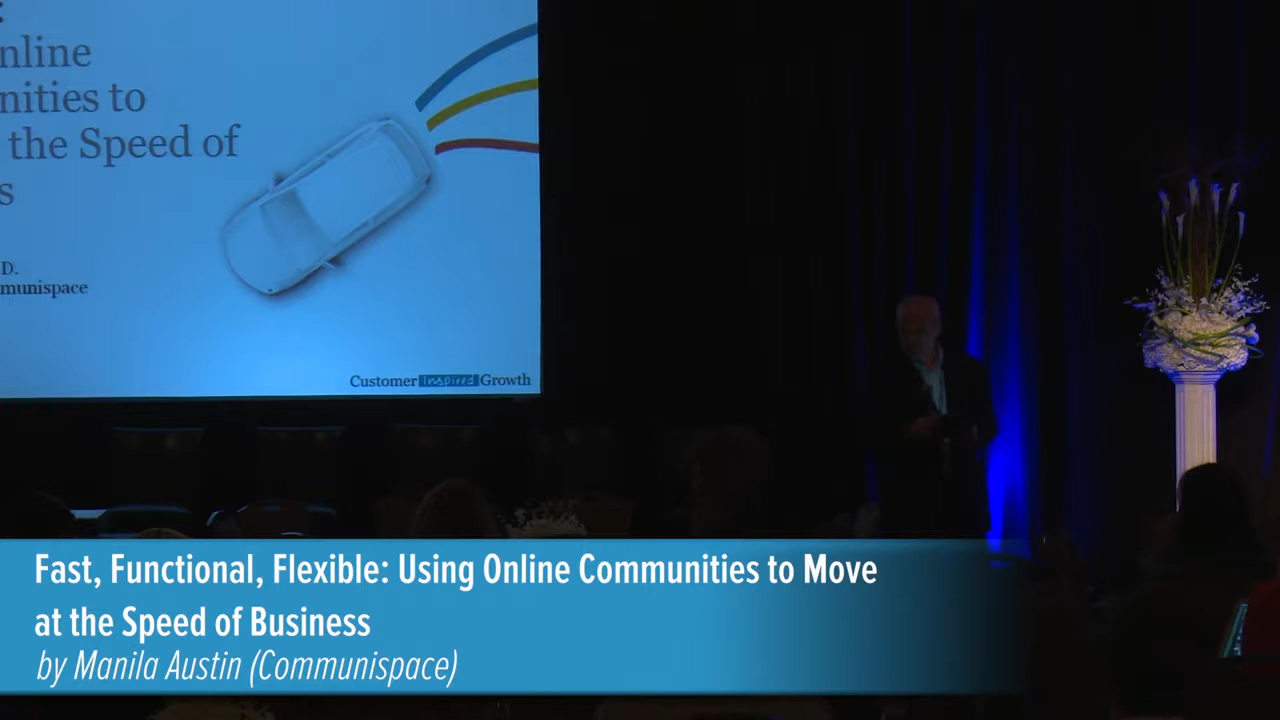 :
nline
nities to
the Speed of
s
D.
munispace
Customer Inspired Growth
Fast, Functional, Flexible: Using Online Communities to Move
at the Speed of Business
by Manila Austin (Communispace)